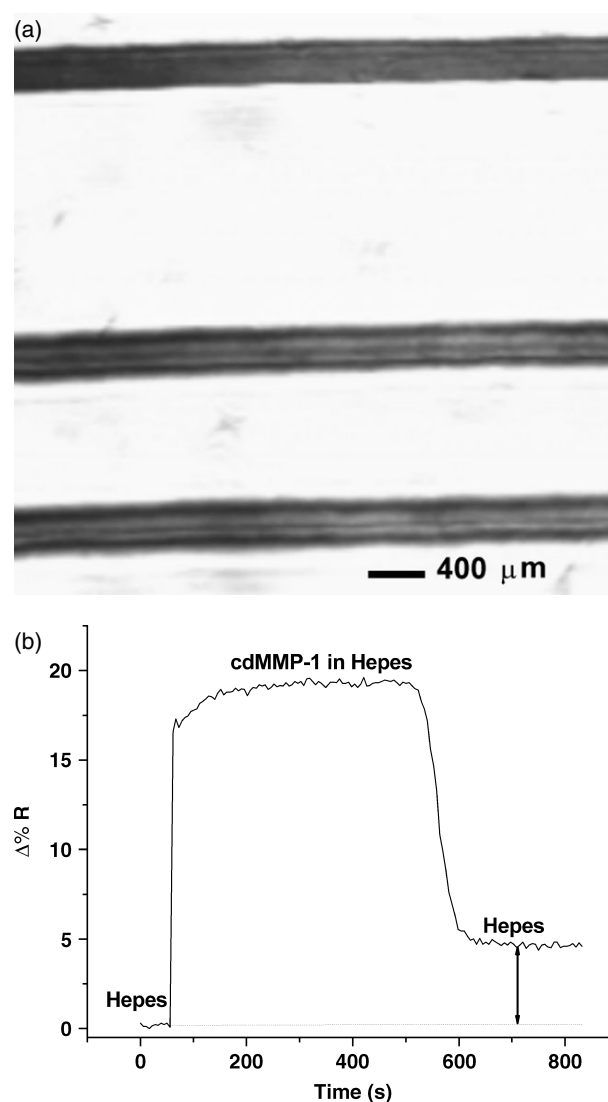 (a)
400 μm
(b)
cdMMP-1 in Hepes
20
15
10
5
0
Δ% R
Hepes
Hepes
0
200
400
600
800
Time (s)